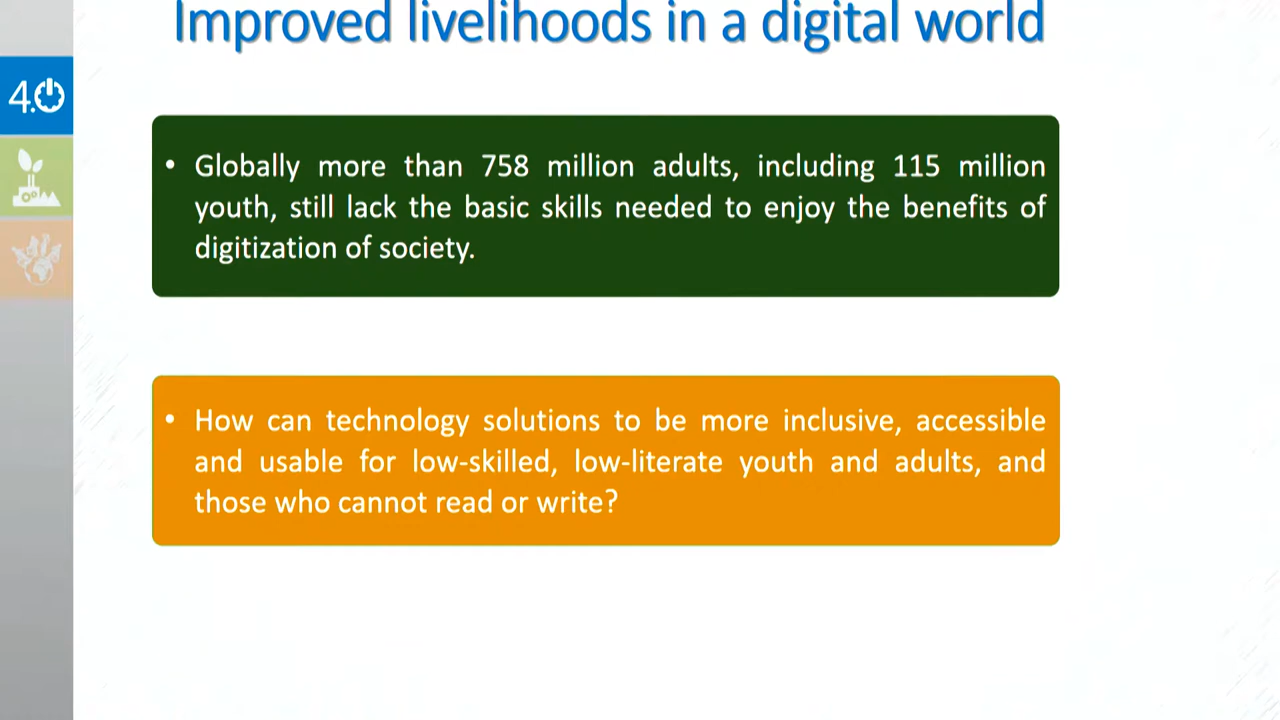 Improved livelihoods in a digital world
4.0
• Globally more than 758 million adults, including 115 million
youth, still lack the basic skills needed to enjoy the benefits of
digitization of society.
• How can technology solutions to be more inclusive, accessible
and usable for low-skilled, low-literate youth and adults, and
those who cannot read or write?